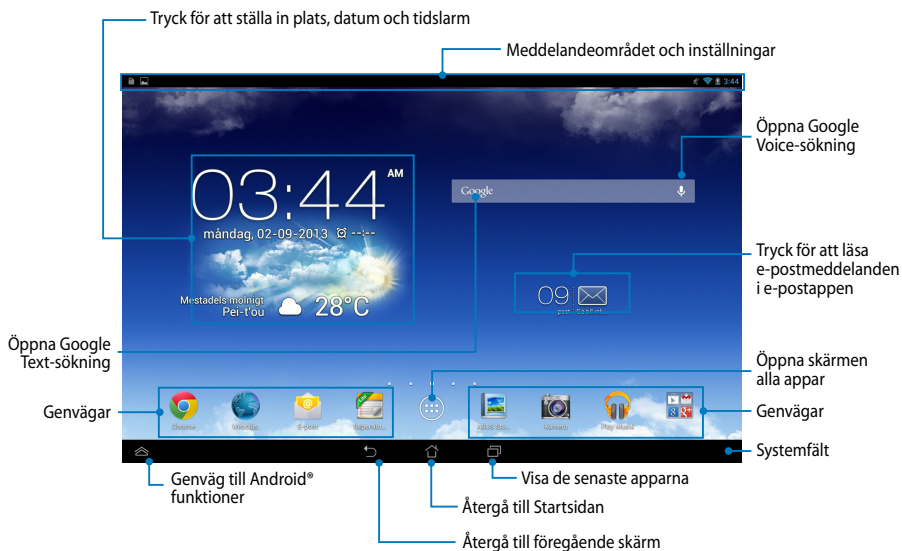 Tryck för att ställa in plats, datum och tidslarm
Meddelandeområdet och inställningar
3:44
Öppna Google
Voice-sökning
03:44 AM
Google
måndag, 02-09-2013 --:--
Tryck för att läsa
e-postmeddelanden
i e-postappen
Mestadels molnigt
Pei-t'ou
28°C
09
Öppna Google
Text-sökning
Öppna skärmen
alla appar
Genvägar
Chrome
E-post
Kamera
Play Musik
Genvägar
Systemfält
Genväg till Android®
funktioner
Visa de senaste apparna
Återgå till Startsidan
Återgå till föregående skärm